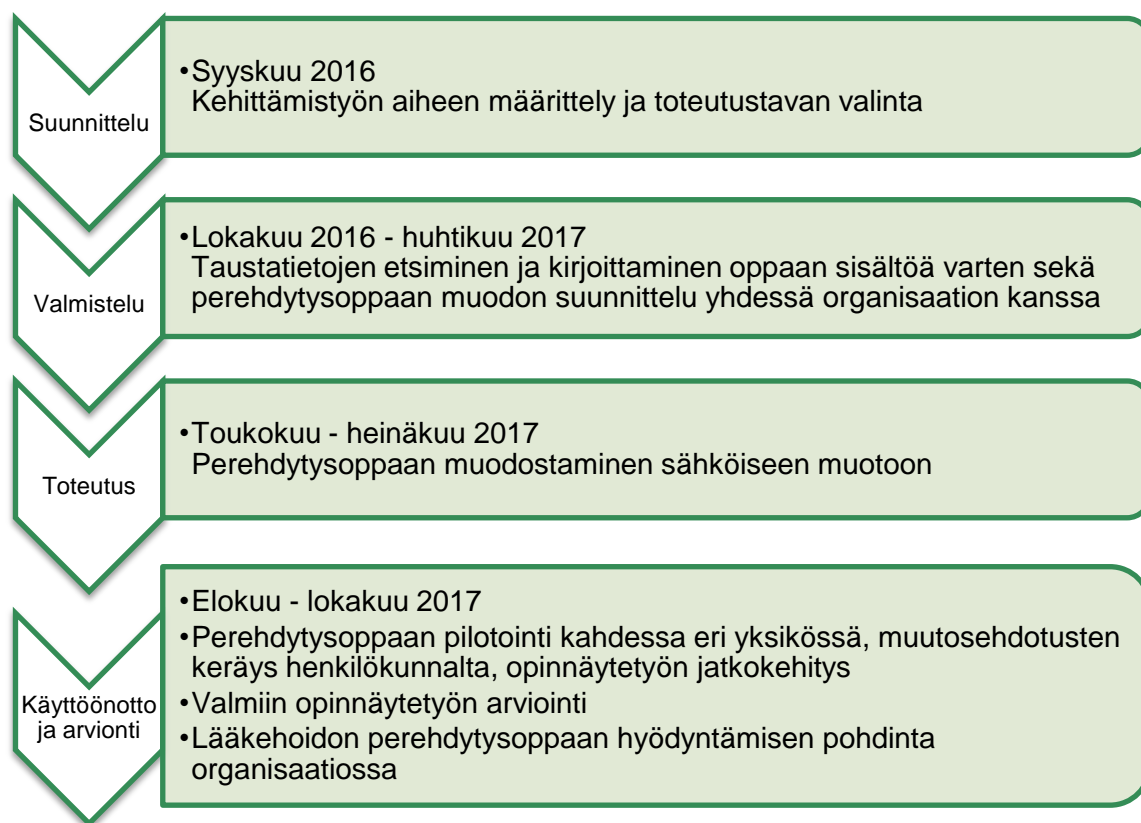 Suunnittelu
•Syyskuu 2016
Kehittämistyön aiheen määrittely ja toteutustavan valinta
Valmistelu
•Lokakuu 2016 - huhtikuu 2017
Taustatietojen etsiminen ja kirjoittaminen oppaan sisältöä varten sekä
perehdytysoppaan muodon suunnittelu yhdessä organisaation kanssa
Toteutus
•Toukokuu - heinäkuu 2017
Perehdytysoppaan muodostaminen sähköiseen muotoon
Käyttöönotto
ja arvionti
•Elokuu - lokakuu 2017
•Perehdytysoppaan pilotointi kahdessa eri yksikössä, muutosehdotusten
keräys henkilökunnalta, opinnäytetyön jatkokehitys
•Valmiin opinnäytetyön arviointi
•Lääkehoidon perehdytysoppaan hyödyntämisen pohdinta
organisaatiossa